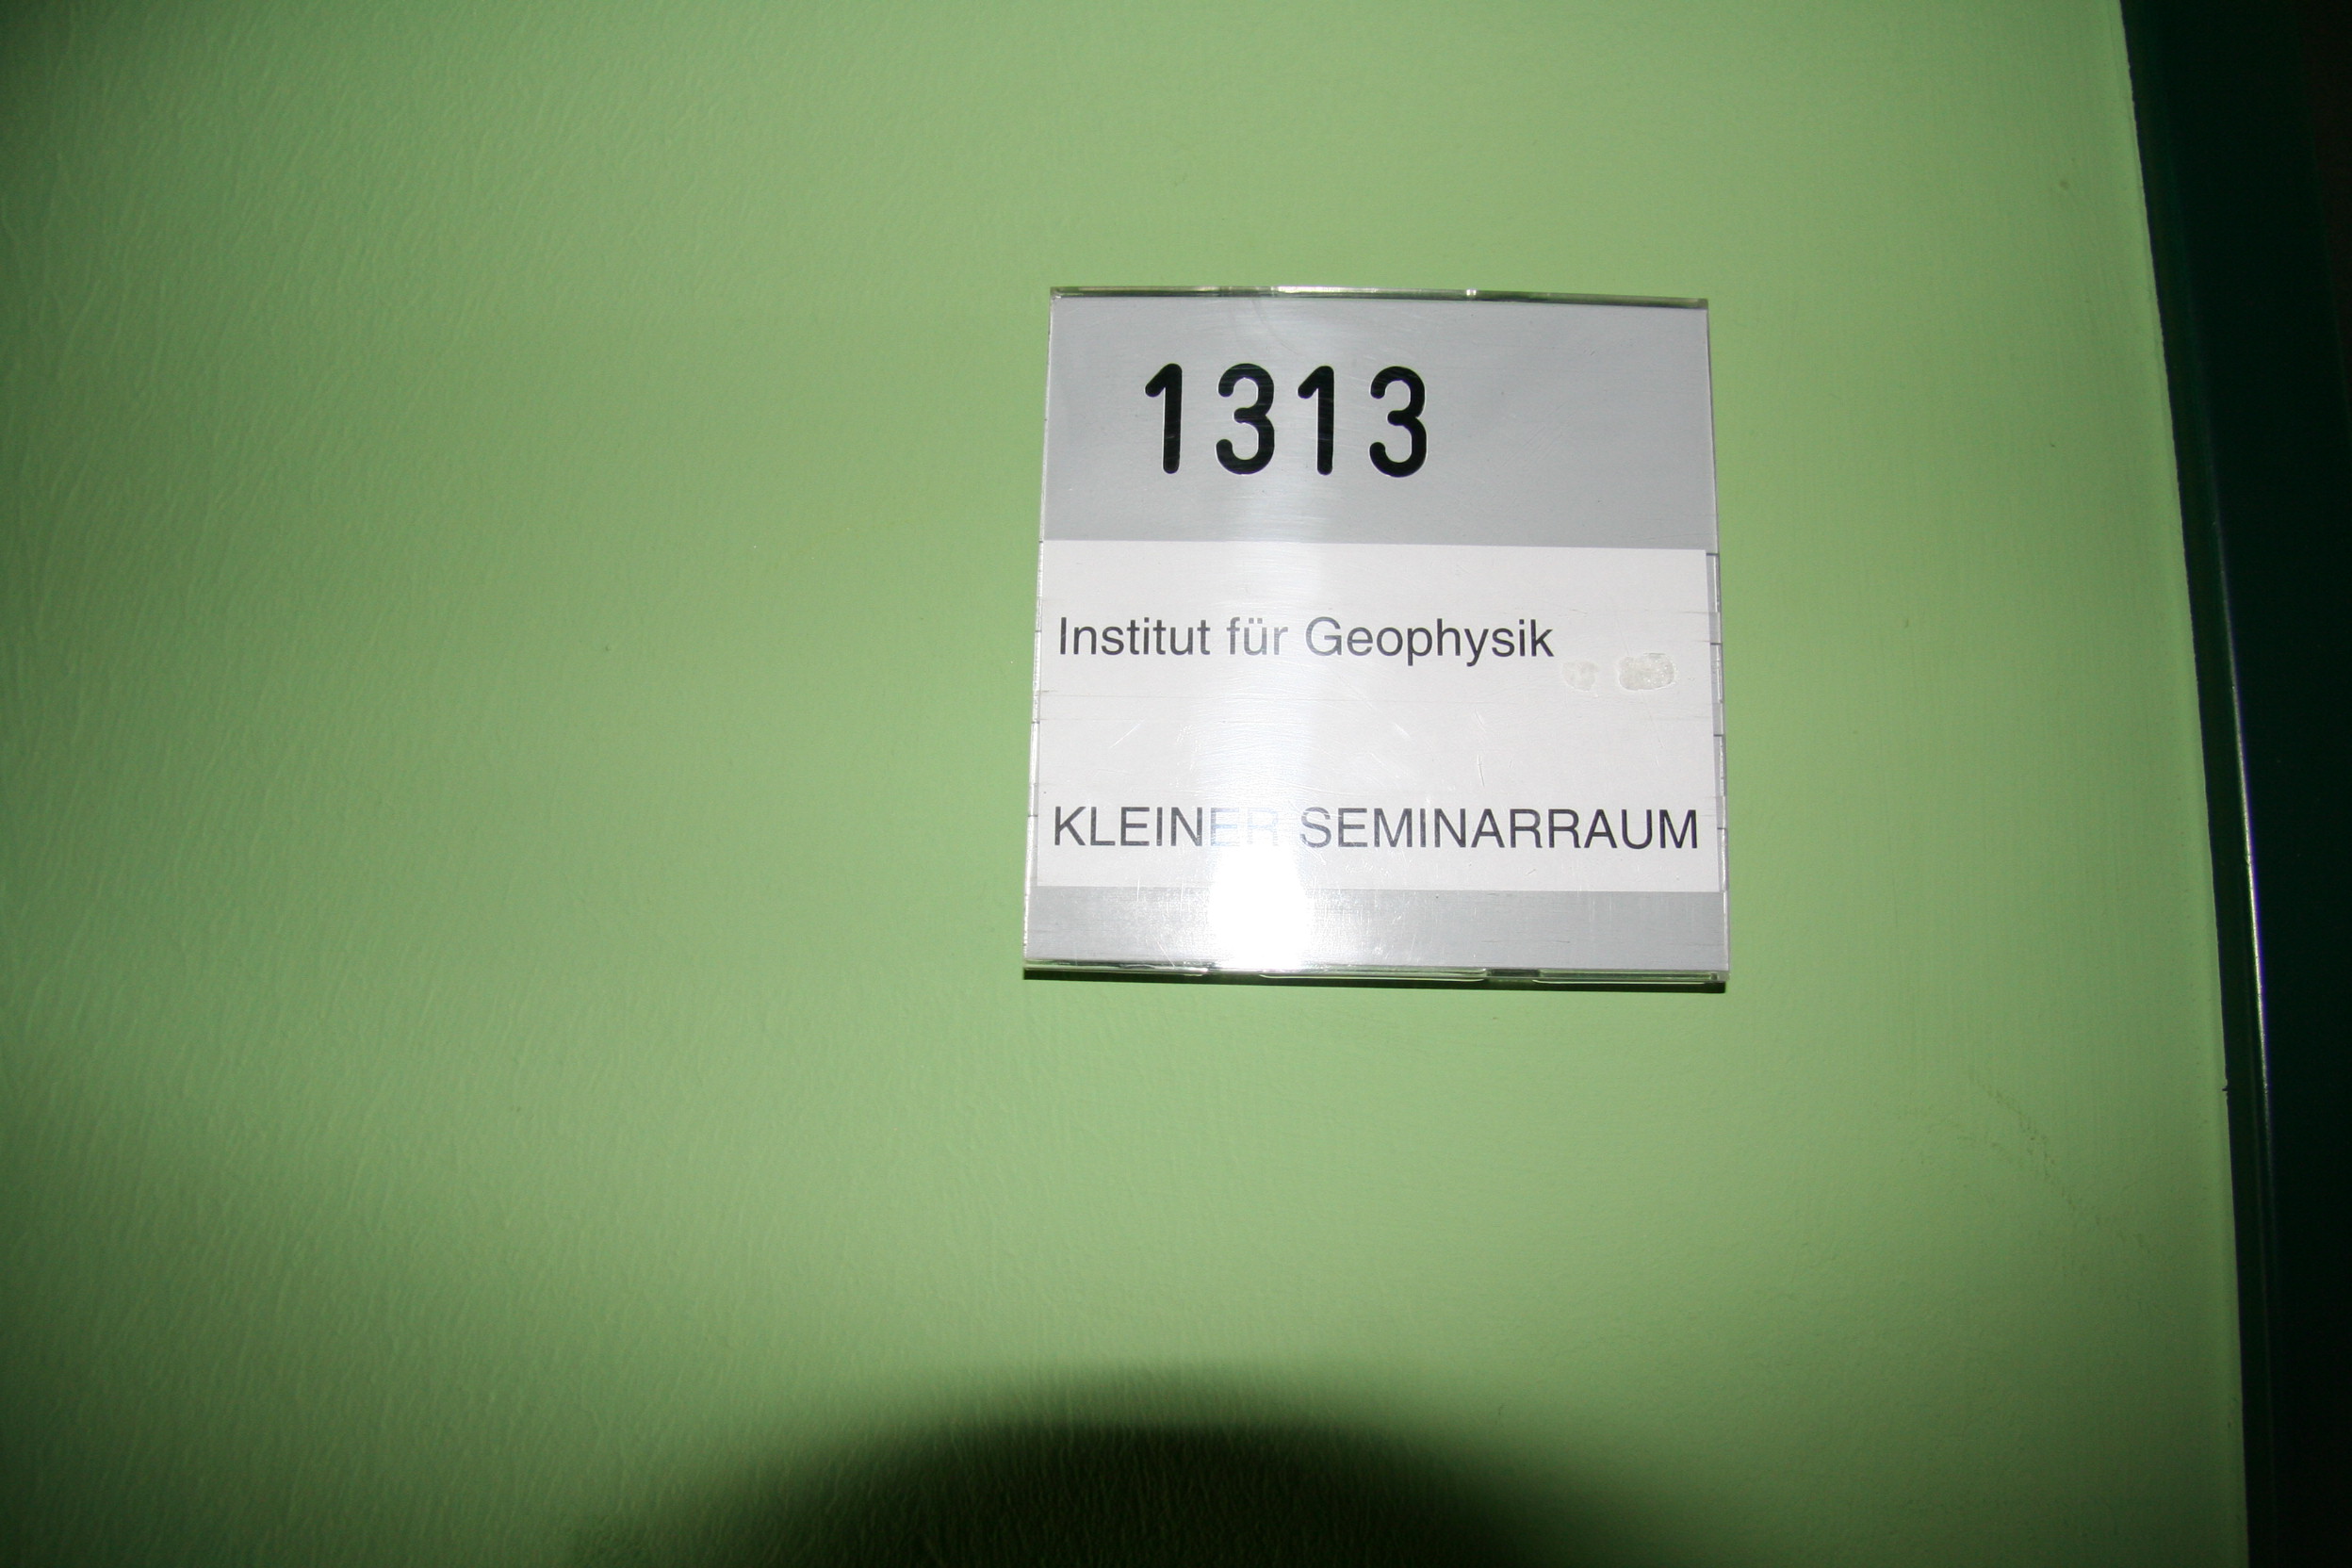 1313
Institut für Geophysik
KLEINER SEMINARRAUM